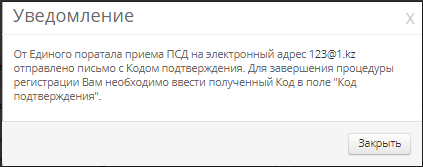 Уведомление
x
От Единого поратала приема ПСД на электронный адрес 123@1.kz
отправлено письмо с Кодом подтверждения. Для завершения процедуры
регистрации Вам необходимо ввести полученный Код в поле "Код
подтверждения".
Закрыть